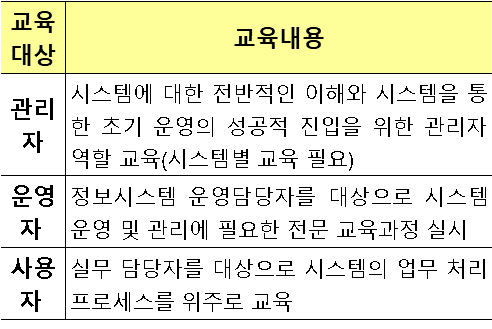 교육
대상
교육내용
관리
자
시스템에 대한 전반적인 이해와 시스템을 통
한 초기 운영의 성공적 진입을 위한 관리자
역할 교육(시스템별 교육 필요)
운영
자
정보시스템 운영담당자를 대상으로 시스템
운영 및 관리에 필요한 전문 교육과정 실시
사용
자
실무 담당자를 대상으로 시스템의 업무 처리
프로세스를 위주로 교육